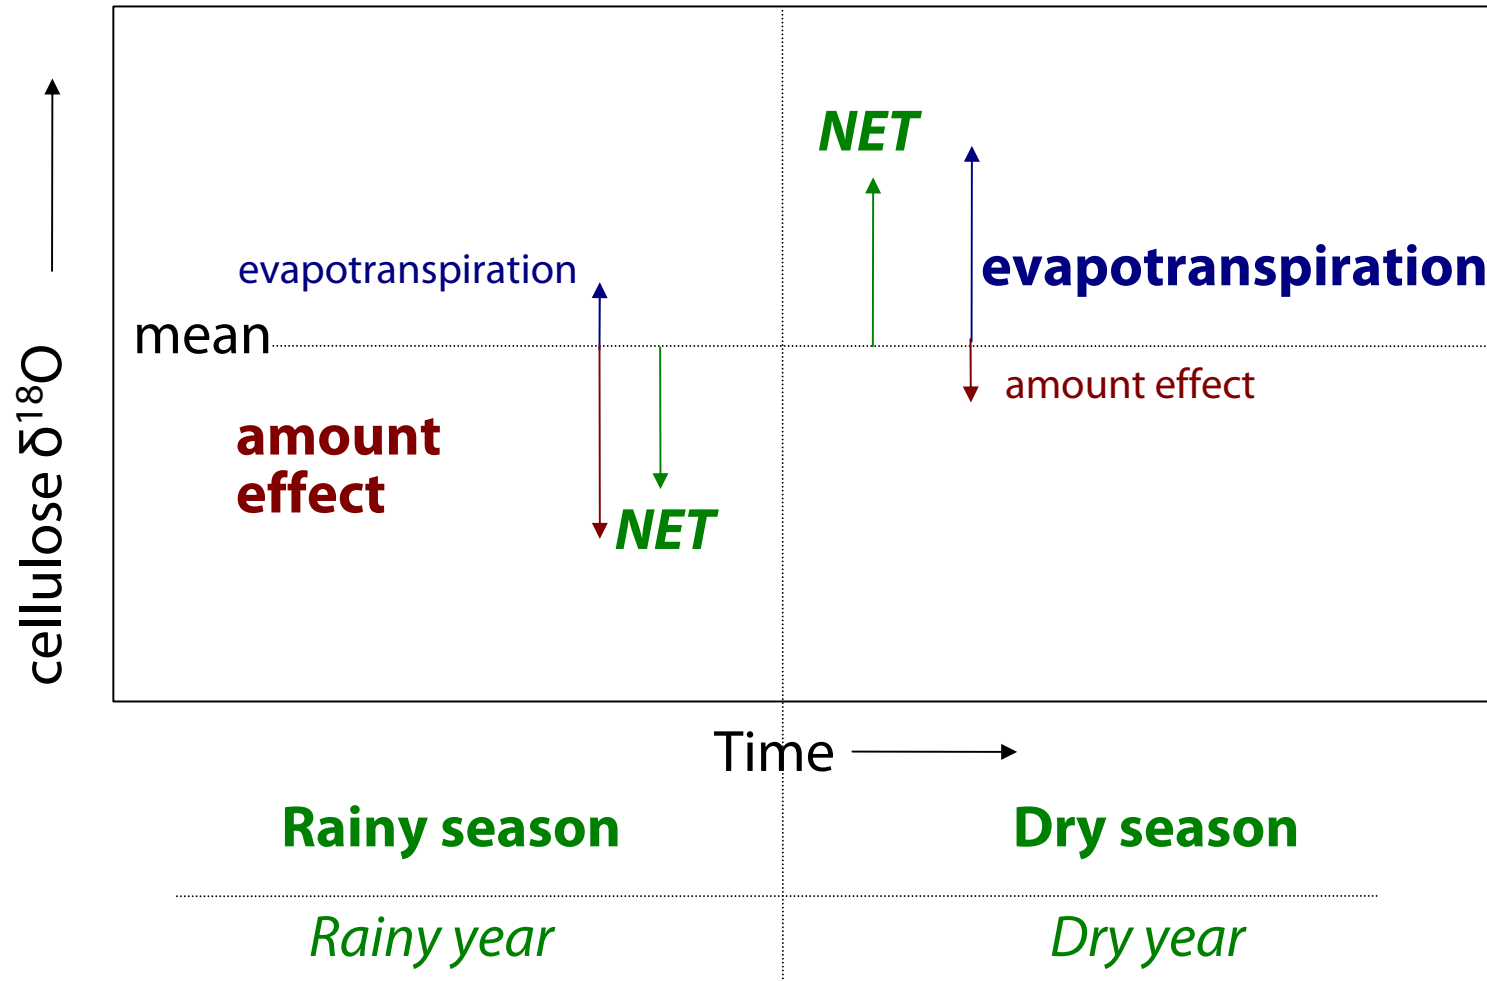 NET
evapotranspiration
evapotranspiration
mean
amount effect
amount
effect
NET
cellulose δ¹⁸O
Time
Rainy season
Dry season
Rainy year
Dry year